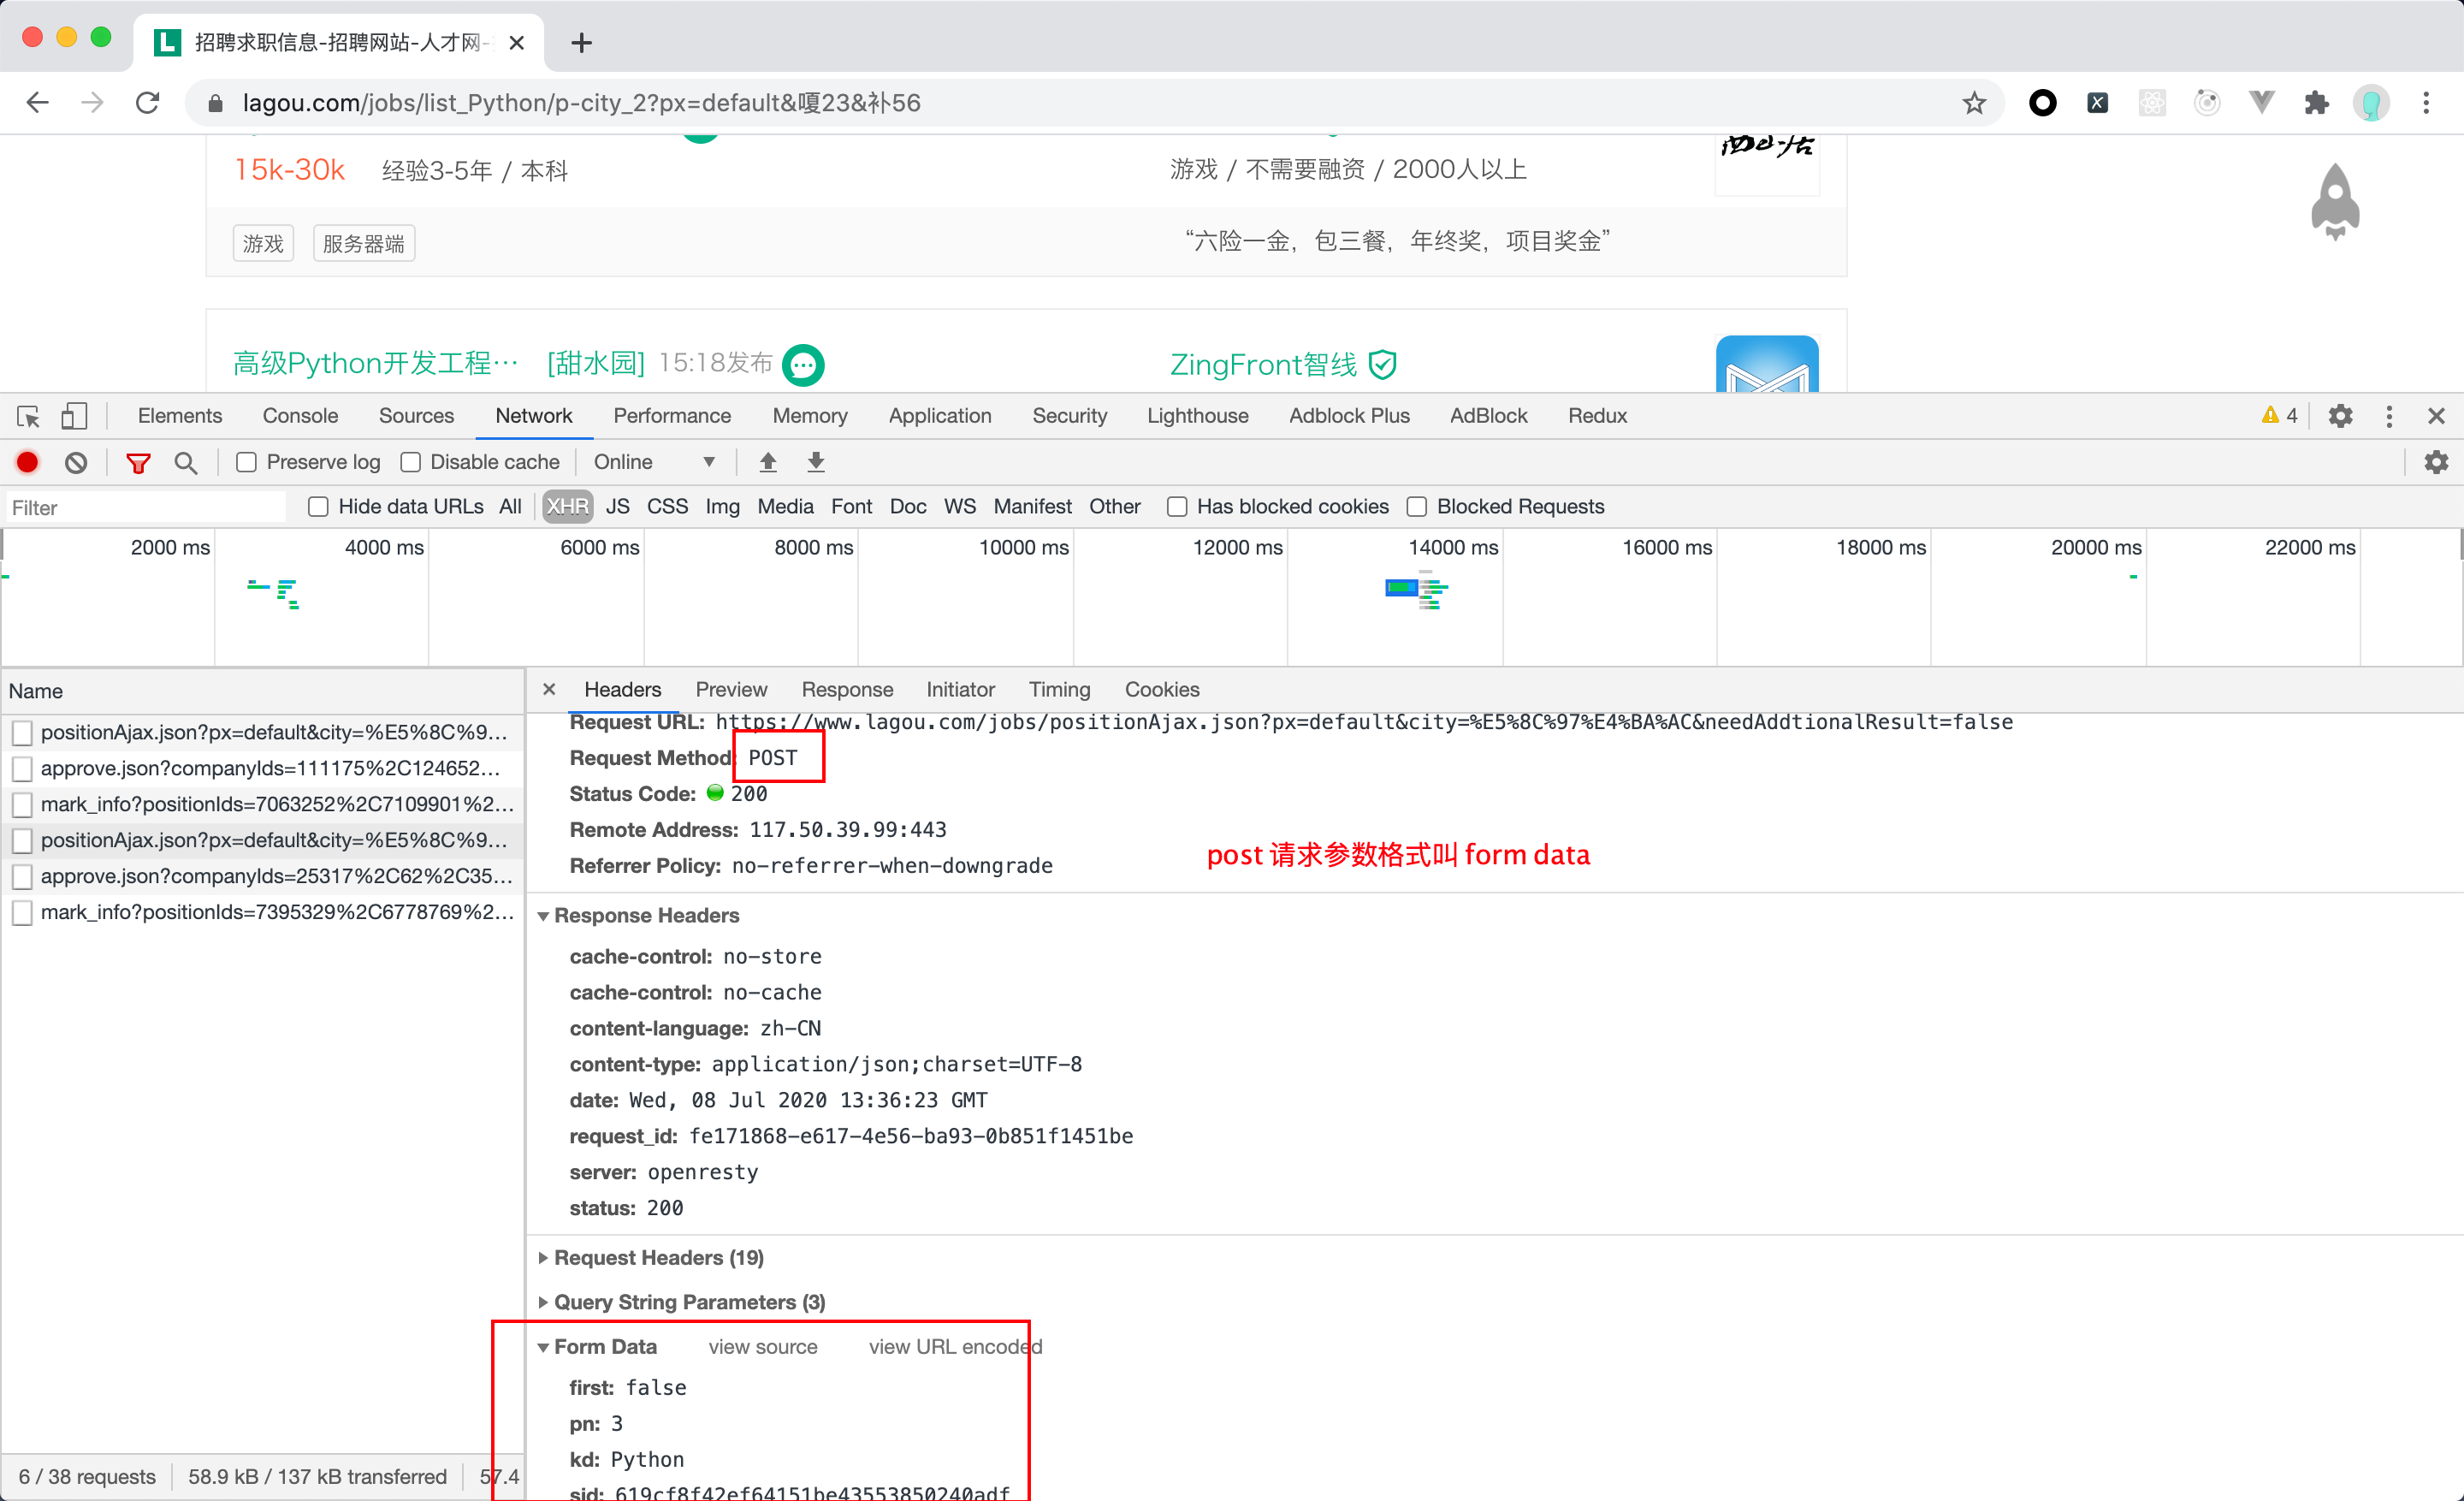 招聘求职信息-招聘网站-人才网-
lagou.com/jobs/list_Python/p-city_2?px=default&嗄23&补56
15k-30k 经验3-5年 / 本科 游戏 / 不需要融资 / 2000人以上
游戏 服务器端 “六险一金，包三餐，年终奖，项目奖金”
高级Python开发工程… [甜水园] 15:18发布 ZingFront智线
Elements Console Sources Network Performance Memory Application Security Lighthouse Adblock Plus AdBlock Redux 4
Preserve log Disable cache Online
Filter Hide data URLs All XHR JS CSS Img Media Font Doc WS Manifest Other Has blocked cookies Blocked Requests
2000 ms 4000 ms 6000 ms 8000 ms 10000 ms 12000 ms 14000 ms 16000 ms 18000 ms 20000 ms 22000 ms
Name
positionAjax.json?px=default&city=%E5%8C%9…
approve.json?companyIds=111175%2C124652…
mark_info?positionIds=7063252%2C7109901%2…
positionAjax.json?px=default&city=%E5%8C%9…
approve.json?companyIds=25317%2C62%2C35…
mark_info?positionIds=7395329%2C6778769%2…
6 / 38 requests 58.9 kB / 137 kB transferred 57.4
Headers Preview Response Initiator Timing Cookies
Request URL: https://www.lagou.com/jobs/positionAjax.json?px=default&city=%E5%8C%97%E4%BA%AC&needAddtionalResult=false
Request Method: POST
Status Code: 200
Remote Address: 117.50.39.99:443
Referrer Policy: no-referrer-when-downgrade
post 请求参数格式叫 form data
Response Headers
cache-control: no-store
cache-control: no-cache
content-language: zh-CN
content-type: application/json;charset=UTF-8
date: Wed, 08 Jul 2020 13:36:23 GMT
request_id: fe171868-e617-4e56-ba93-0b851f1451be
server: openresty
status: 200
Request Headers (19)
Query String Parameters (3)
Form Data view source view URL encoded
first: false
pn: 3
kd: Python
sid: 619cf8f42ef64151be43553850240adf